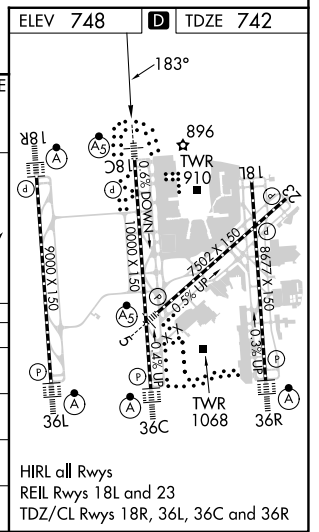 ELEV 748 D TDZE 742
183°
18R
A
A5
896
TWR
910
18C
18L
23
P
P
P
0.6% DOWN
9000 X 150
10000 X 150
7502 X 150
8677 X 150
0.5% UP
P
A5
5
0.4% UP
0.3% UP
P
P
P
TWR
1068
A
A
A
36L
36C
36R
HIRL all Rwys
REIL Rwys 18L and 23
TDZ/CL Rwys 18R, 36L, 36C and 36R